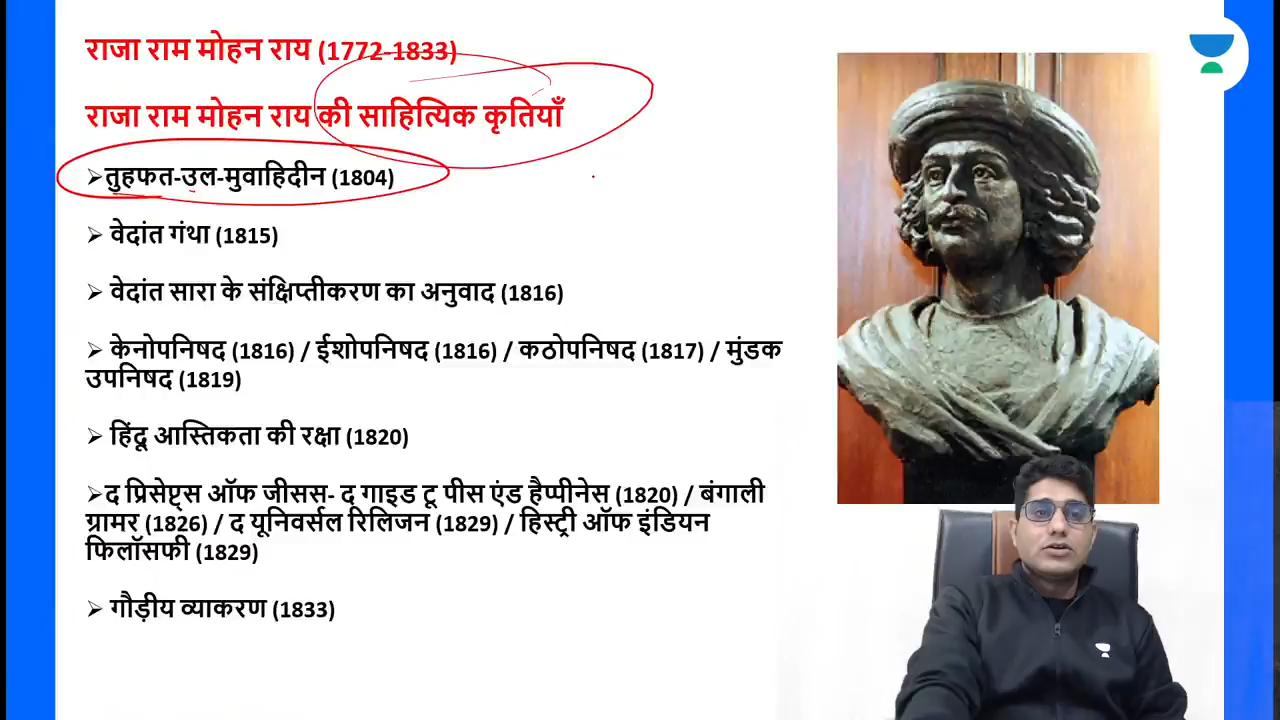 राजा राम मोहन राय (1772-1833)
राजा राम मोहन राय की साहित्यिक कृतियाँ
➢तुहफत-उल-मुवाहिदीन (1804)
➢ वेदांत गंथा (1815)
➢ वेदांत सारा के संक्षिप्तीकरण का अनुवाद (1816)
➢ केनोपनिषद (1816) / ईशोपनिषद (1816) / कठोपनिषद (1817) / मुंडक
उपनिषद (1819)
➢ हिंदू आस्तिकता की रक्षा (1820)
➢द प्रिसेप्ट्स ऑफ जीसस- द गाइड टू पीस एंड हैप्पीनेस (1820) / बंगाली
ग्रामर (1826) / द यूनिवर्सल रिलिजन (1829) / हिस्ट्री ऑफ इंडियन
फिलॉसफी (1829)
➢ गौड़ीय व्याकरण (1833)